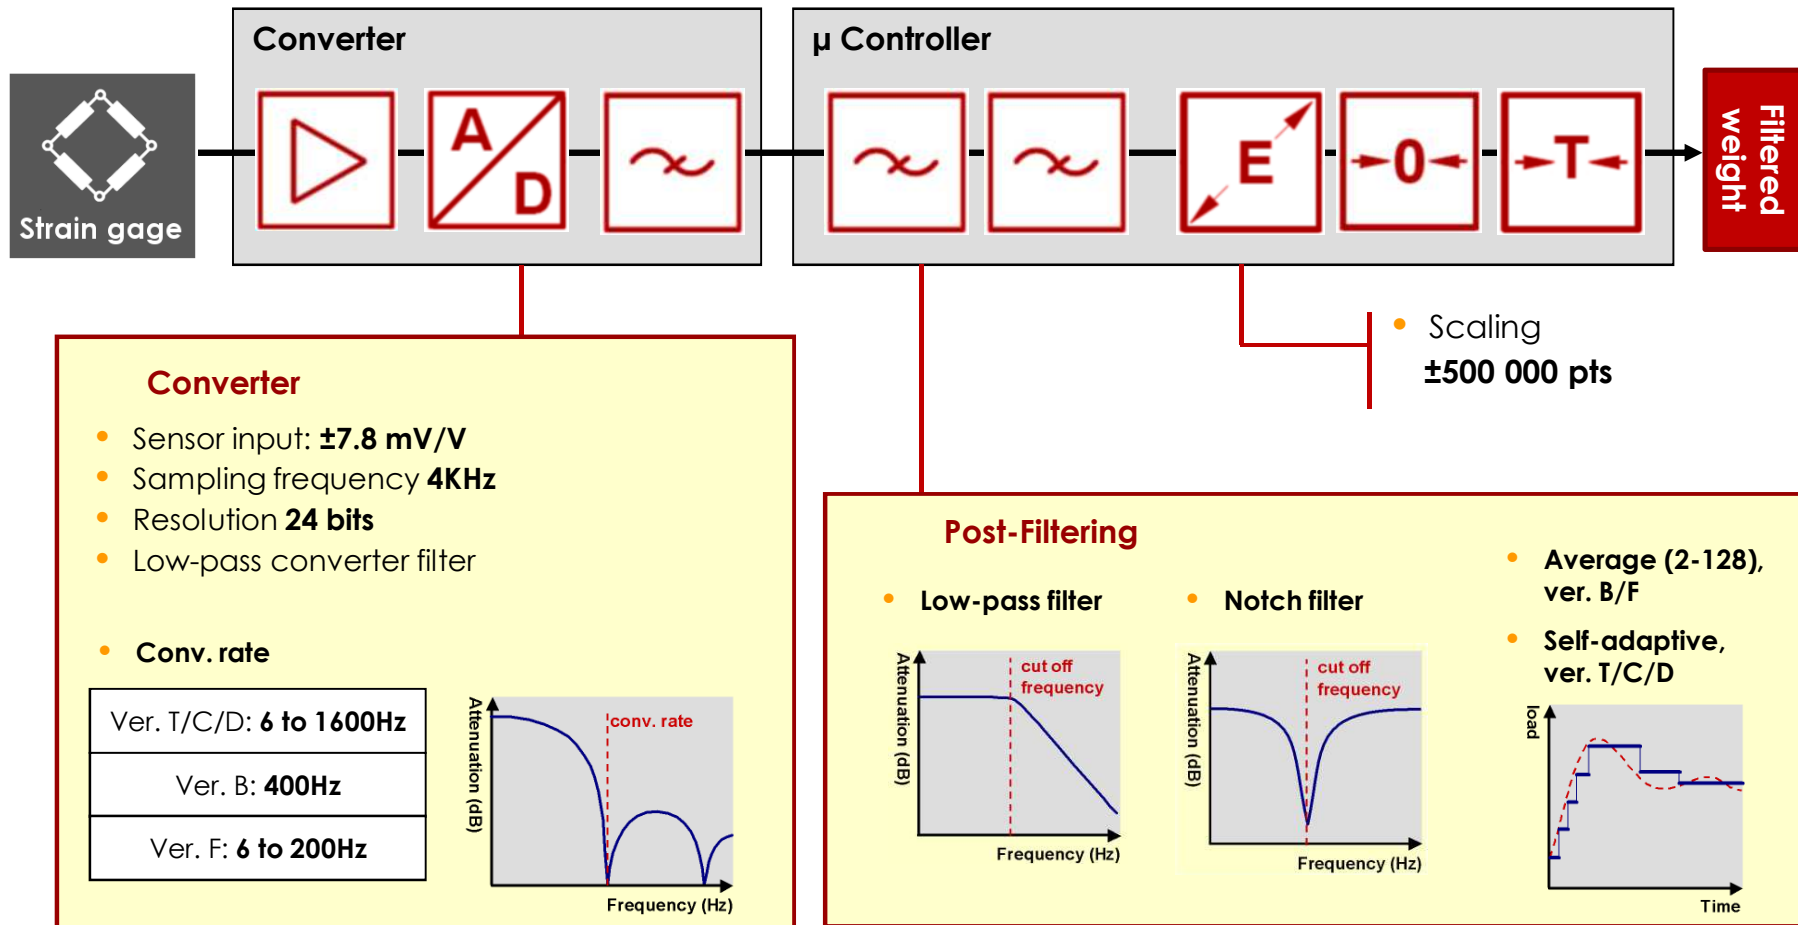 Converter
µ Controller
Strain gage
A
D
E
0
T
Filtered
weight
Converter
• Sensor input: ±7.8 mV/V
• Sampling frequency 4KHz
• Resolution 24 bits
• Low-pass converter filter
• Conv. rate
Ver. T/C/D: 6 to 1600Hz
Ver. B: 400Hz
Ver. F: 6 to 200Hz
Attenuation (dB)
conv. rate
Frequency (Hz)
• Scaling
±500 000 pts
Post-Filtering
• Low-pass filter
Attenuation (dB)
cut off
frequency
Frequency (Hz)
• Notch filter
Attenuation (dB)
cut off
frequency
Frequency (Hz)
• Average (2-128),
ver. B/F
• Self-adaptive,
ver. T/C/D
load
Time